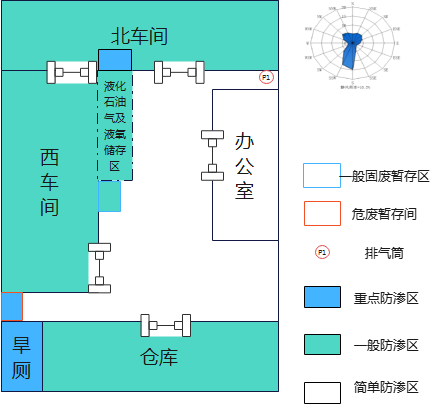 北车间
液化
石油
气及
液氧
储存
区
P1
西
车
间
办
公
室
一般固废暂存区
危废暂存间
P1
排气筒
重点防渗区
旱
厕
仓库
一般防渗区
简单防渗区